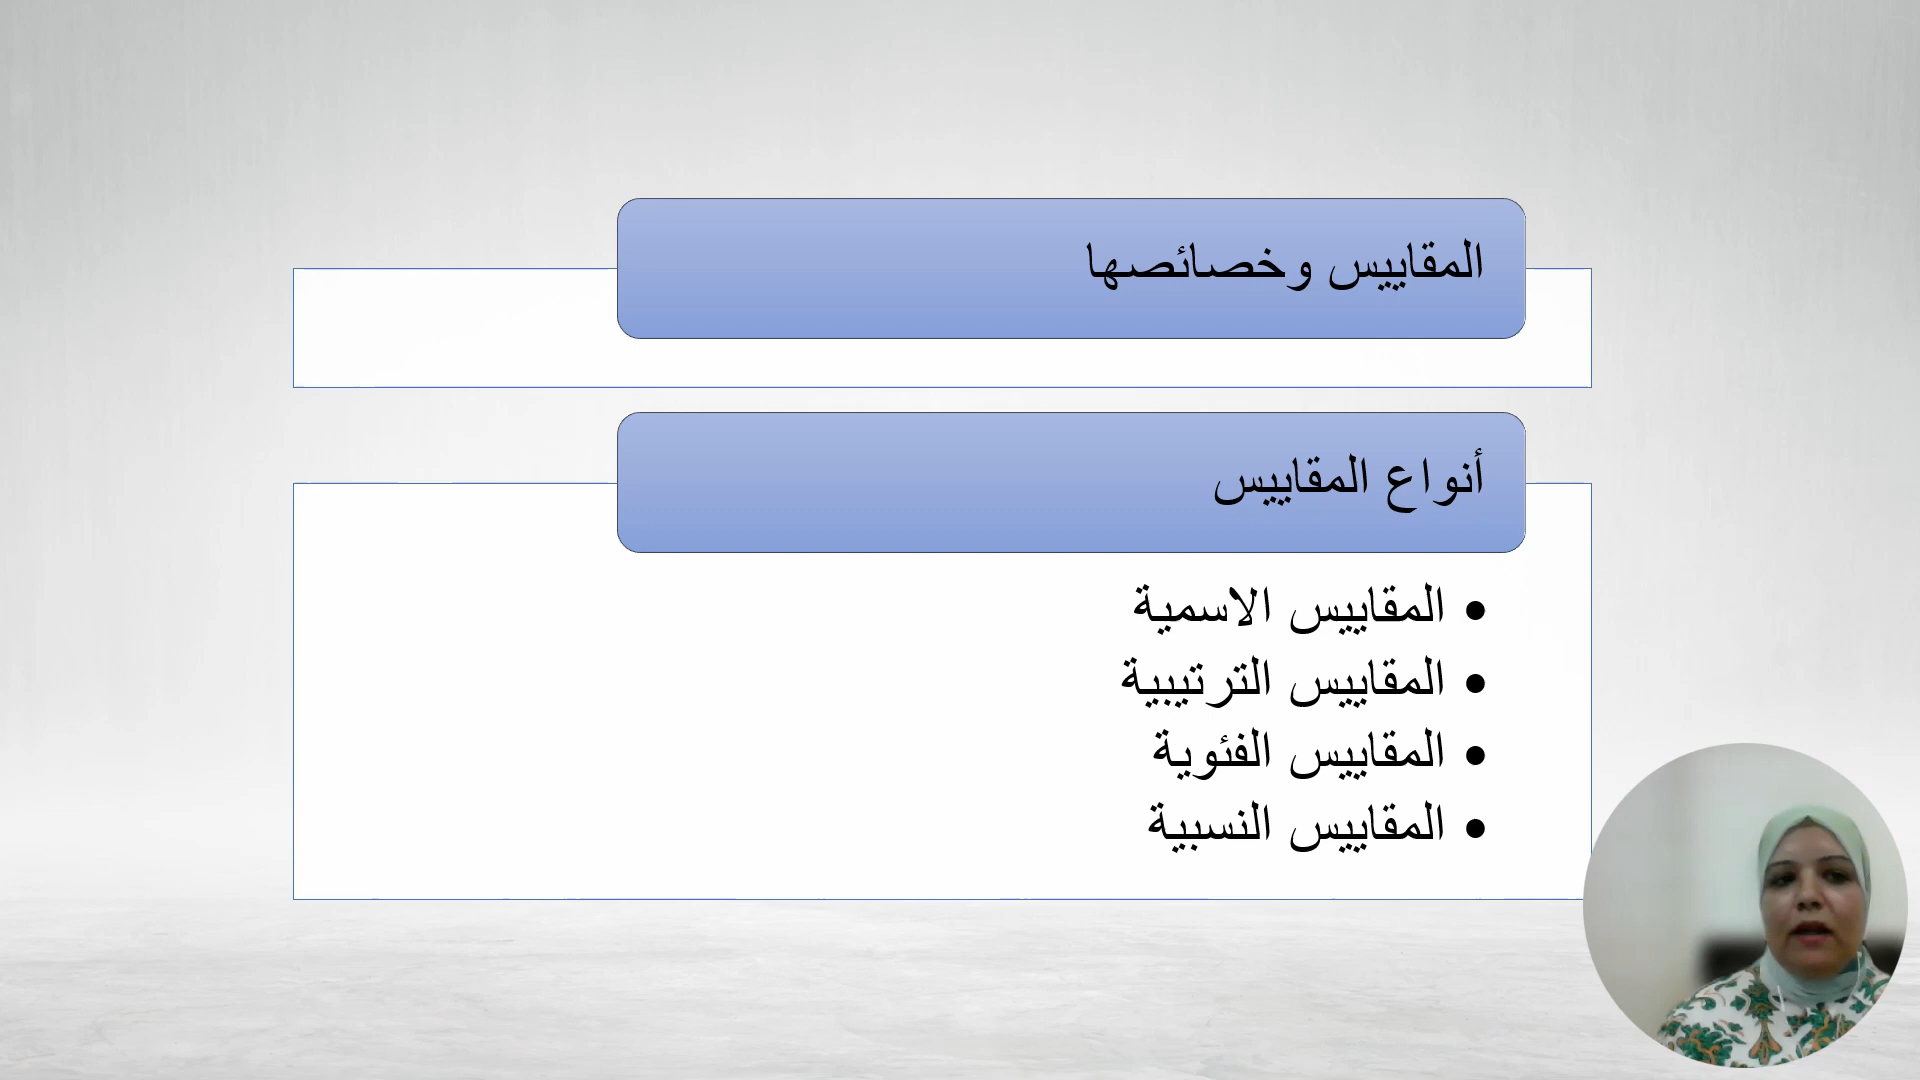 المقاييس وخصائصها
أنواع المقاييس
• المقاييس الاسمية
• المقاييس الترتيبية
• المقاييس الفئوية
• المقاييس النسبية